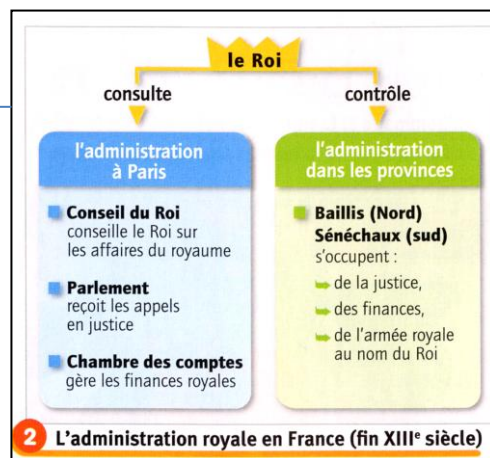 le Roi
consulte
contrôle
l'administration
à Paris
Conseil du Roi
conseille le Roi sur
les affaires du royaume
Parlement
reçoit les appels
en justice
Chambre des comptes
gère les finances royales
l'administration
dans les provinces
Baillis (Nord)
Sénéchaux (sud)
s'occupent :
de la justice,
des finances,
de l'armée royale
au nom du Roi
2 L'administration royale en France (fin XIIIe siècle)